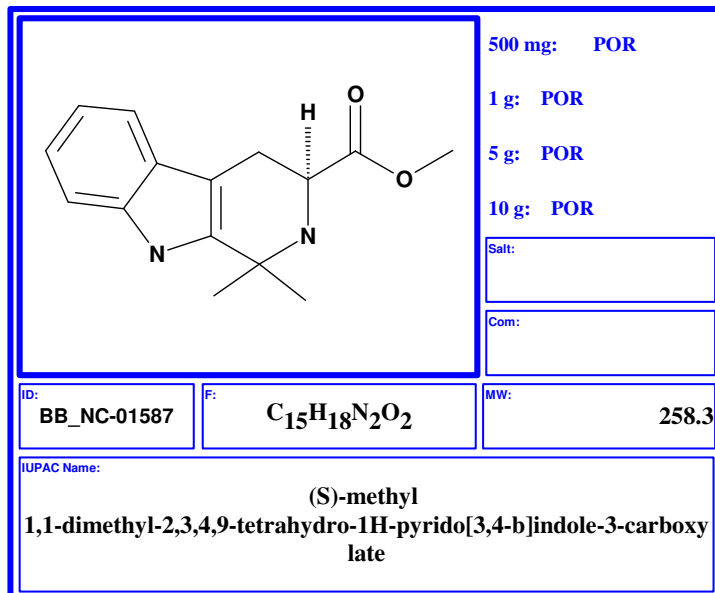 500 mg: POR
1 g: POR
5 g: POR
10 g: POR
H
O
O
N
N
Salt:
Com:
ID:
BB_NC-01587
F:
C15H18N2O2
MW:
258.3
IUPAC Name:
(S)-methyl
1,1-dimethyl-2,3,4,9-tetrahydro-1H-pyrido[3,4-b]indole-3-carboxy
late